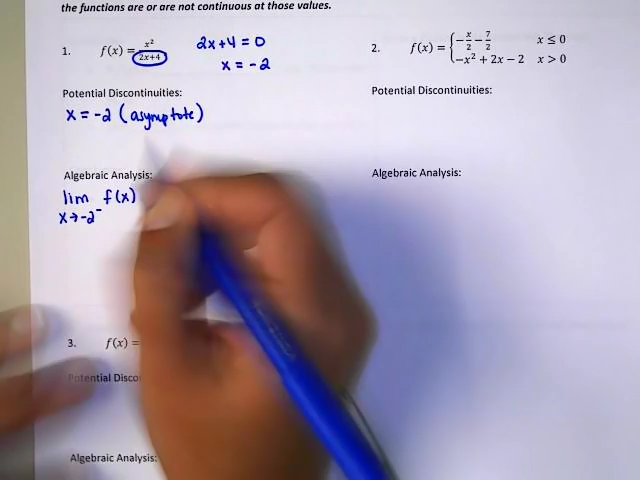 the functions are or are not continuous at those values.
1. f(x) = x²/(2x+4)
2x+4 = 0
x = -2
Potential Discontinuities:
x = -2 (asymptote)
Algebraic Analysis:
lim f(x)
x→-2⁻
2. f(x) = { -x/2 - 7/2 x ≤ 0
-x² + 2x - 2 x > 0
Potential Discontinuities:
Algebraic Analysis:
3. f(x) =
Potential Disco
Algebraic Analysis: